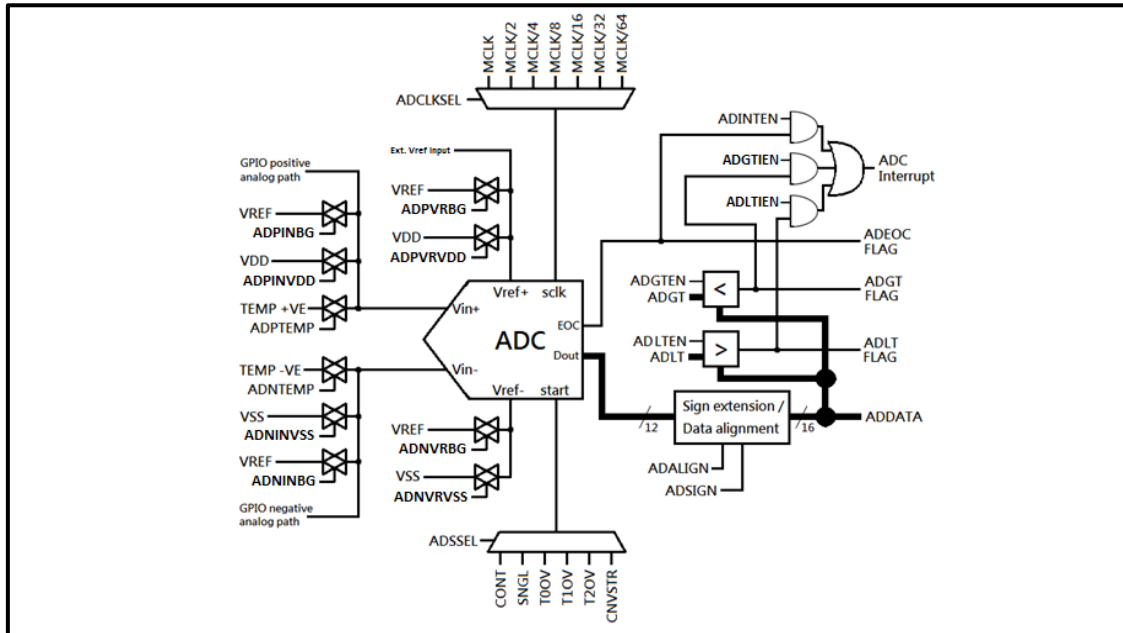 MCLK
MCLK/2
MCLK/4
MCLK/8
MCLK/16
MCLK/32
MCLK/64
ADCLKSEL
Ext. Vref Input
GPIO positive
analog path
VREF
ADPINBG
VDD
ADPINVDD
TEMP +VE
ADPTEMP
VREF
ADPVRBG
VDD
ADPVRVDD
TEMP -VE
ADNTEMP
VSS
ADNINVSS
VREF
ADNINBG
GPIO negative
analog path
Vref+ sclk
Vin+
EOC
ADC
Dout
Vin-
Vref- start
VREF
ADNVRBG
VSS
ADNVRVSS
ADSSEL
CONT
SNGL
T0OV
T1OV
T2OV
CNVSTR
ADINTEN
ADGTIEN
ADLTIEN
ADC
Interrupt
ADEOC
FLAG
ADGTEN
ADGT
<
ADGT
FLAG
ADLTEN
ADLT
>
ADLT
FLAG
12
Sign extension /
Data alignment
16
ADDATA
ADALIGN
ADSIGN